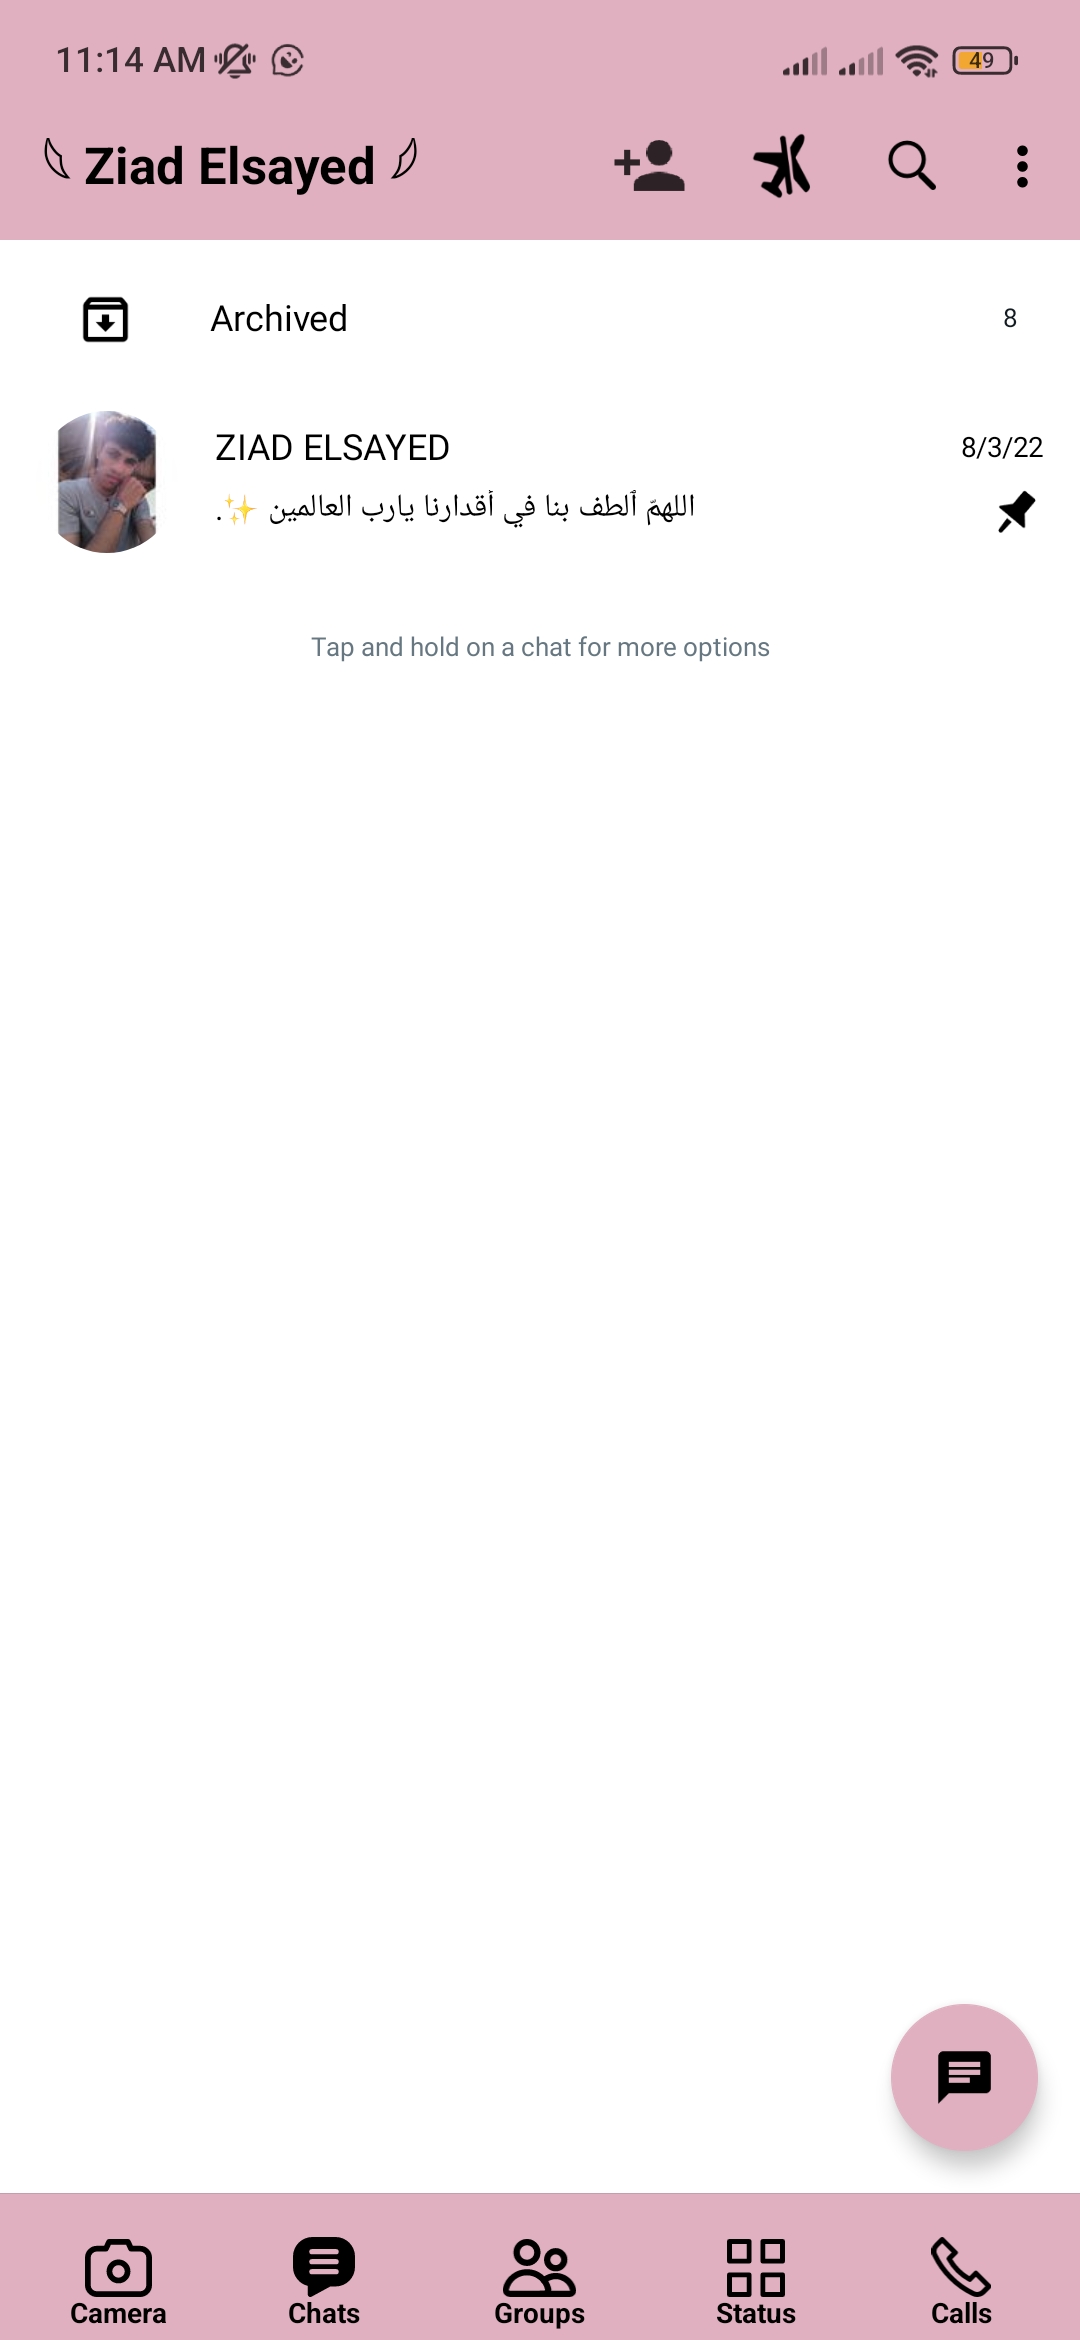 11:14 AM
49
Ziad Elsayed
Archived
8
ZIAD ELSAYED
8/3/22
اللهمّ ٱلطف بنا في أقدارنا يارب العالمين ✨.
Tap and hold on a chat for more options
Camera
Chats
Groups
Status
Calls